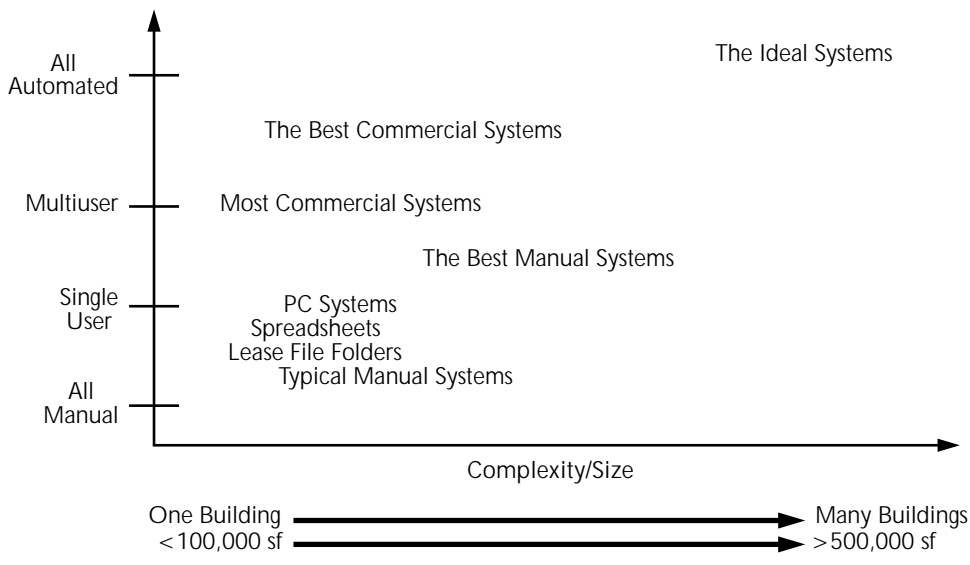 The Ideal Systems
All
Automated
The Best Commercial Systems
Multiuser
Most Commercial Systems
The Best Manual Systems
Single
User
PC Systems
Spreadsheets
Lease File Folders
Typical Manual Systems
All
Manual
Complexity/Size
One Building
Many Buildings
<100,000 sf
>500,000 sf